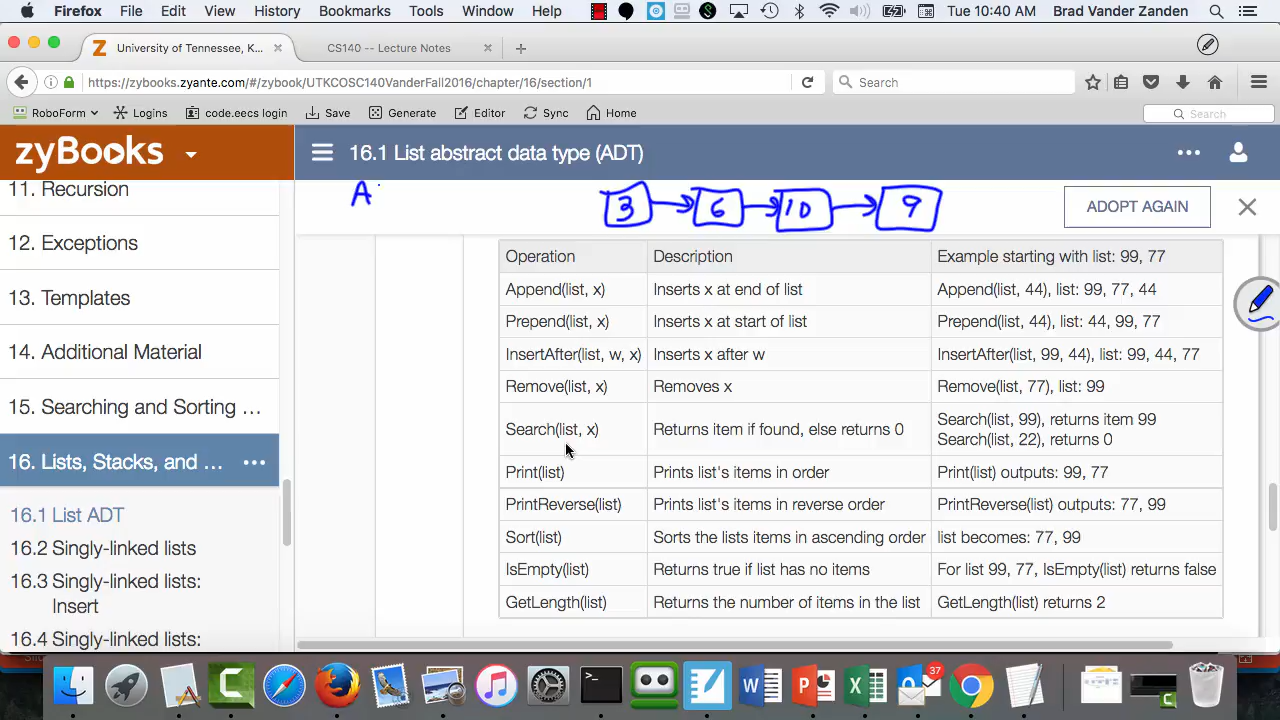 Firefox File Edit View History Bookmarks Tools Window Help Tue 10:40 AM Brad Vander Zanden
University of Tennessee, K... × CS140 -- Lecture Notes × +
https://zybooks.zyante.com/#/zybook/UTKCOSC140VanderFall2016/chapter/16/section/1 Search
RoboForm Logins code.eecs login Save Generate Editor Sync Home Search
zyBooks 16.1 List abstract data type (ADT)
11. Recursion
12. Exceptions
13. Templates
14. Additional Material
15. Searching and Sorting ...
16. Lists, Stacks, and ...
16.1 List ADT
16.2 Singly-linked lists
16.3 Singly-linked lists:
Insert
16.4 Singly-linked lists:
A 3 6 10 9 ADOPT AGAIN
Operation Description Example starting with list: 99, 77
Append(list, x) Inserts x at end of list Append(list, 44), list: 99, 77, 44
Prepend(list, x) Inserts x at start of list Prepend(list, 44), list: 44, 99, 77
InsertAfter(list, w, x) Inserts x after w InsertAfter(list, 99, 44), list: 99, 44, 77
Remove(list, x) Removes x Remove(list, 77), list: 99
Search(list, x) Returns item if found, else returns 0 Search(list, 99), returns item 99
Search(list, 22), returns 0
Print(list) Prints list's items in order Print(list) outputs: 99, 77
PrintReverse(list) Prints list's items in reverse order PrintReverse(list) outputs: 77, 99
Sort(list) Sorts the lists items in ascending order list becomes: 77, 99
IsEmpty(list) Returns true if list has no items For list 99, 77, IsEmpty(list) returns false
GetLength(list) Returns the number of items in the list GetLength(list) returns 2
37